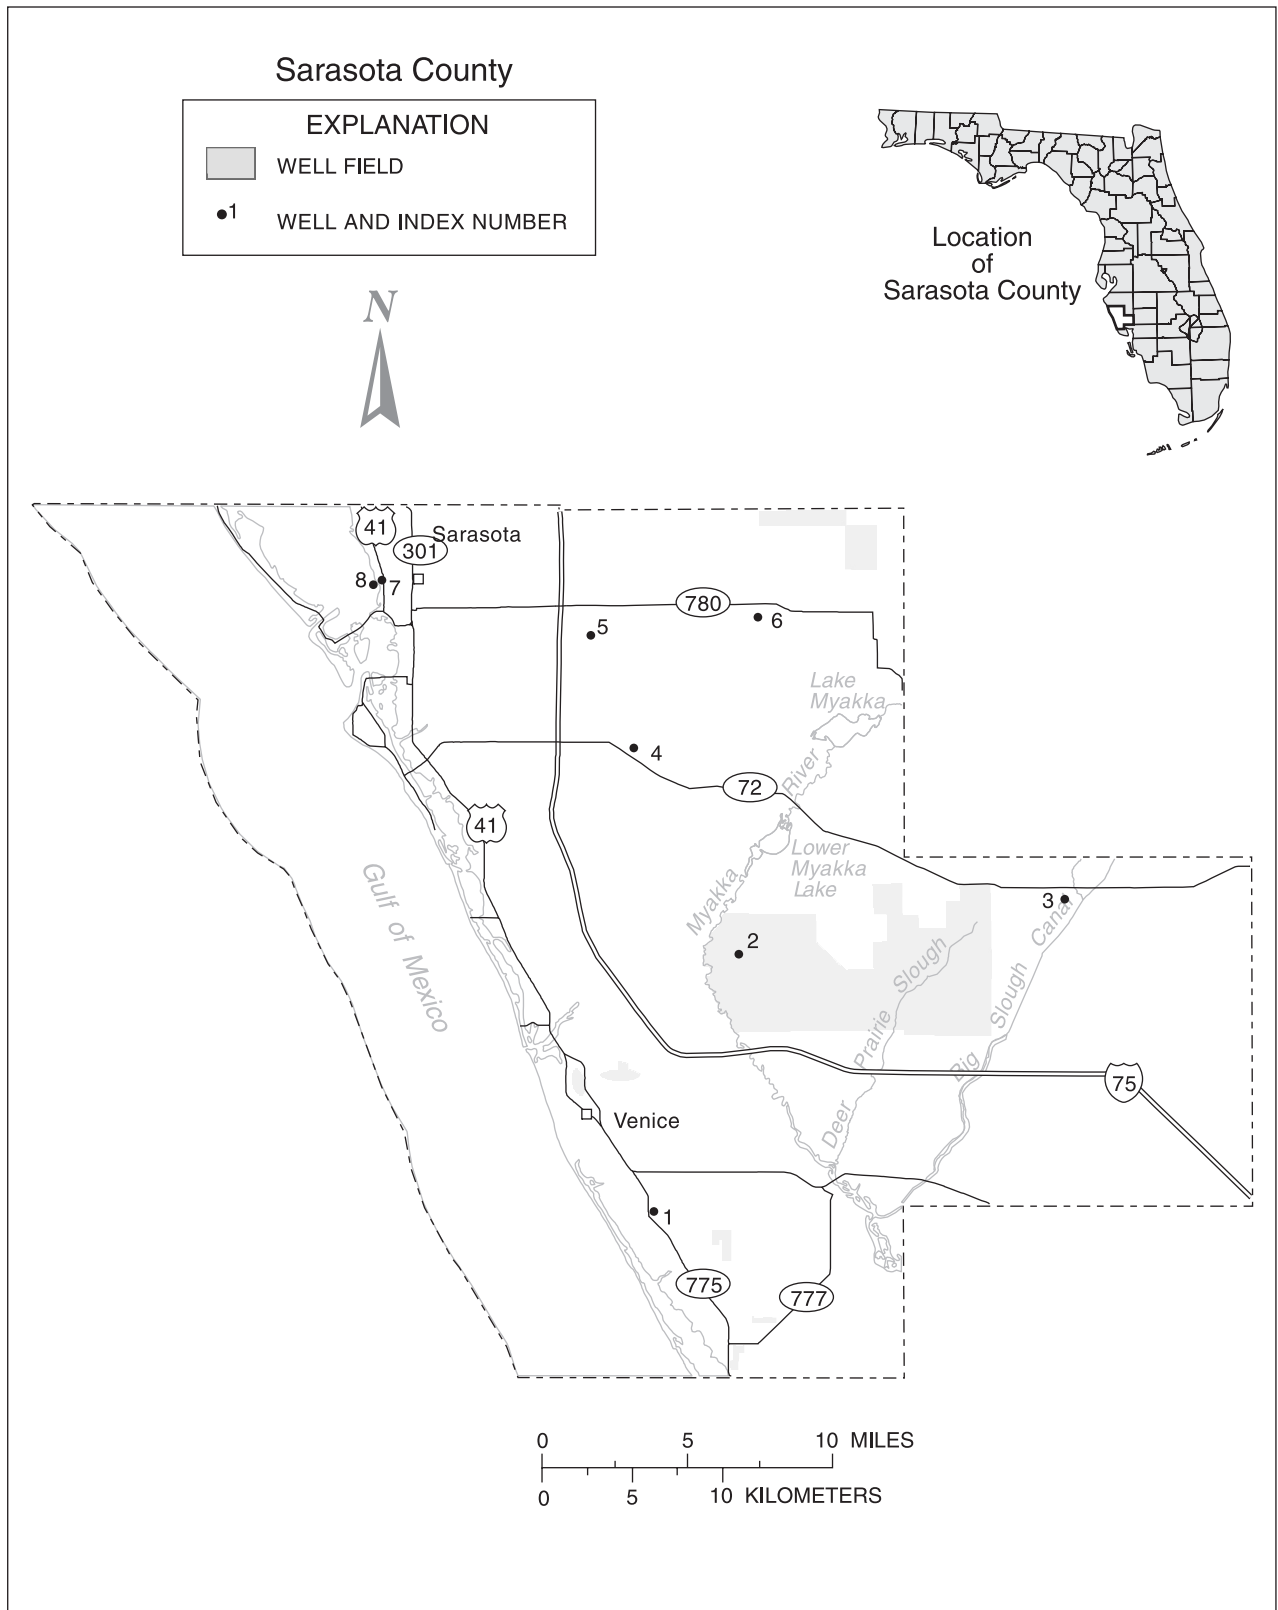 Sarasota County
EXPLANATION
WELL FIELD
1
WELL AND INDEX NUMBER
N
Location
of
Sarasota County
41
Sarasota
301
8
7
780
6
5
Lake
Myakka
4
72
River
41
Lower
Myakka
Lake
Gulf of Mexico
Myakka
3
2
Big Slough Canal
Deer Prairie Slough
75
Venice
1
775
777
0 5 10 MILES
0 5 10 KILOMETERS